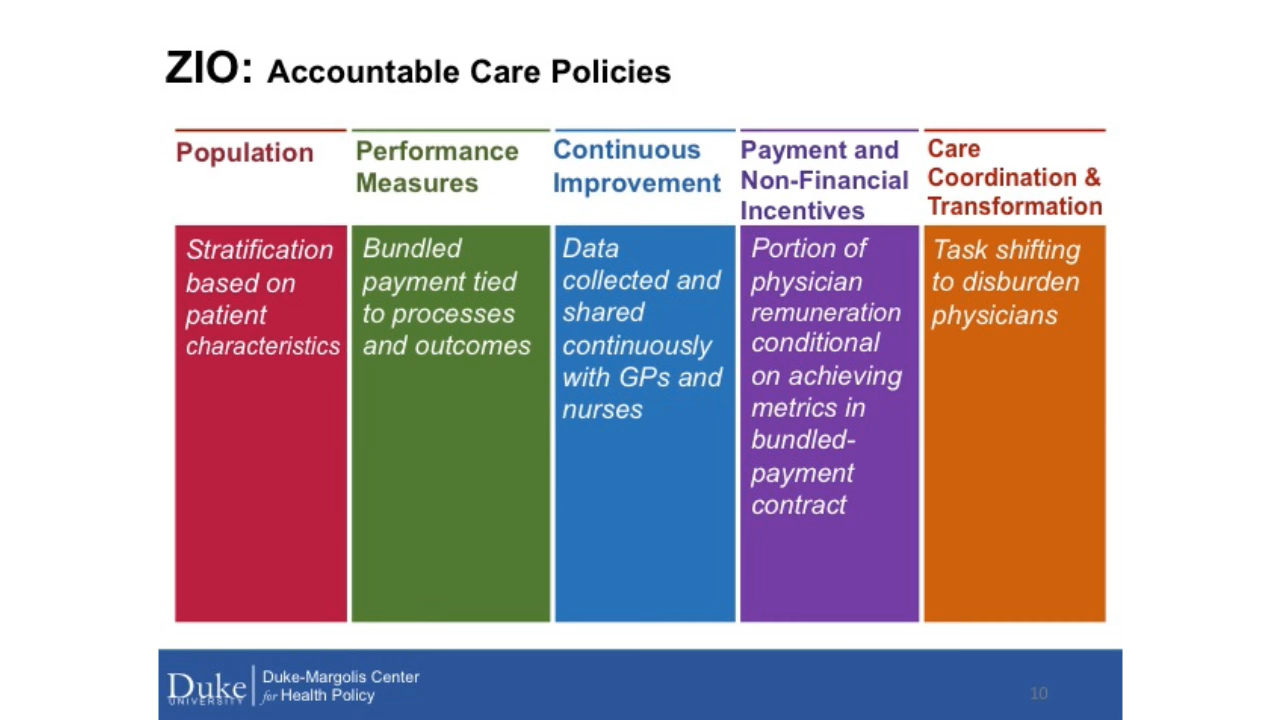 ZIO: Accountable Care Policies
Population
Performance
Measures
Continuous
Improvement
Payment and
Non-Financial
Incentives
Care
Coordination &
Transformation
Stratification
based on
patient
characteristics
Bundled
payment tied
to processes
and outcomes
Data
collected and
shared
continuously
with GPs and
nurses
Portion of
physician
remuneration
conditional
on achieving
metrics in
bundled-
payment
contract
Task shifting
to disburden
physicians
Duke
UNIVERSITY
Duke-Margolis Center
for Health Policy
10